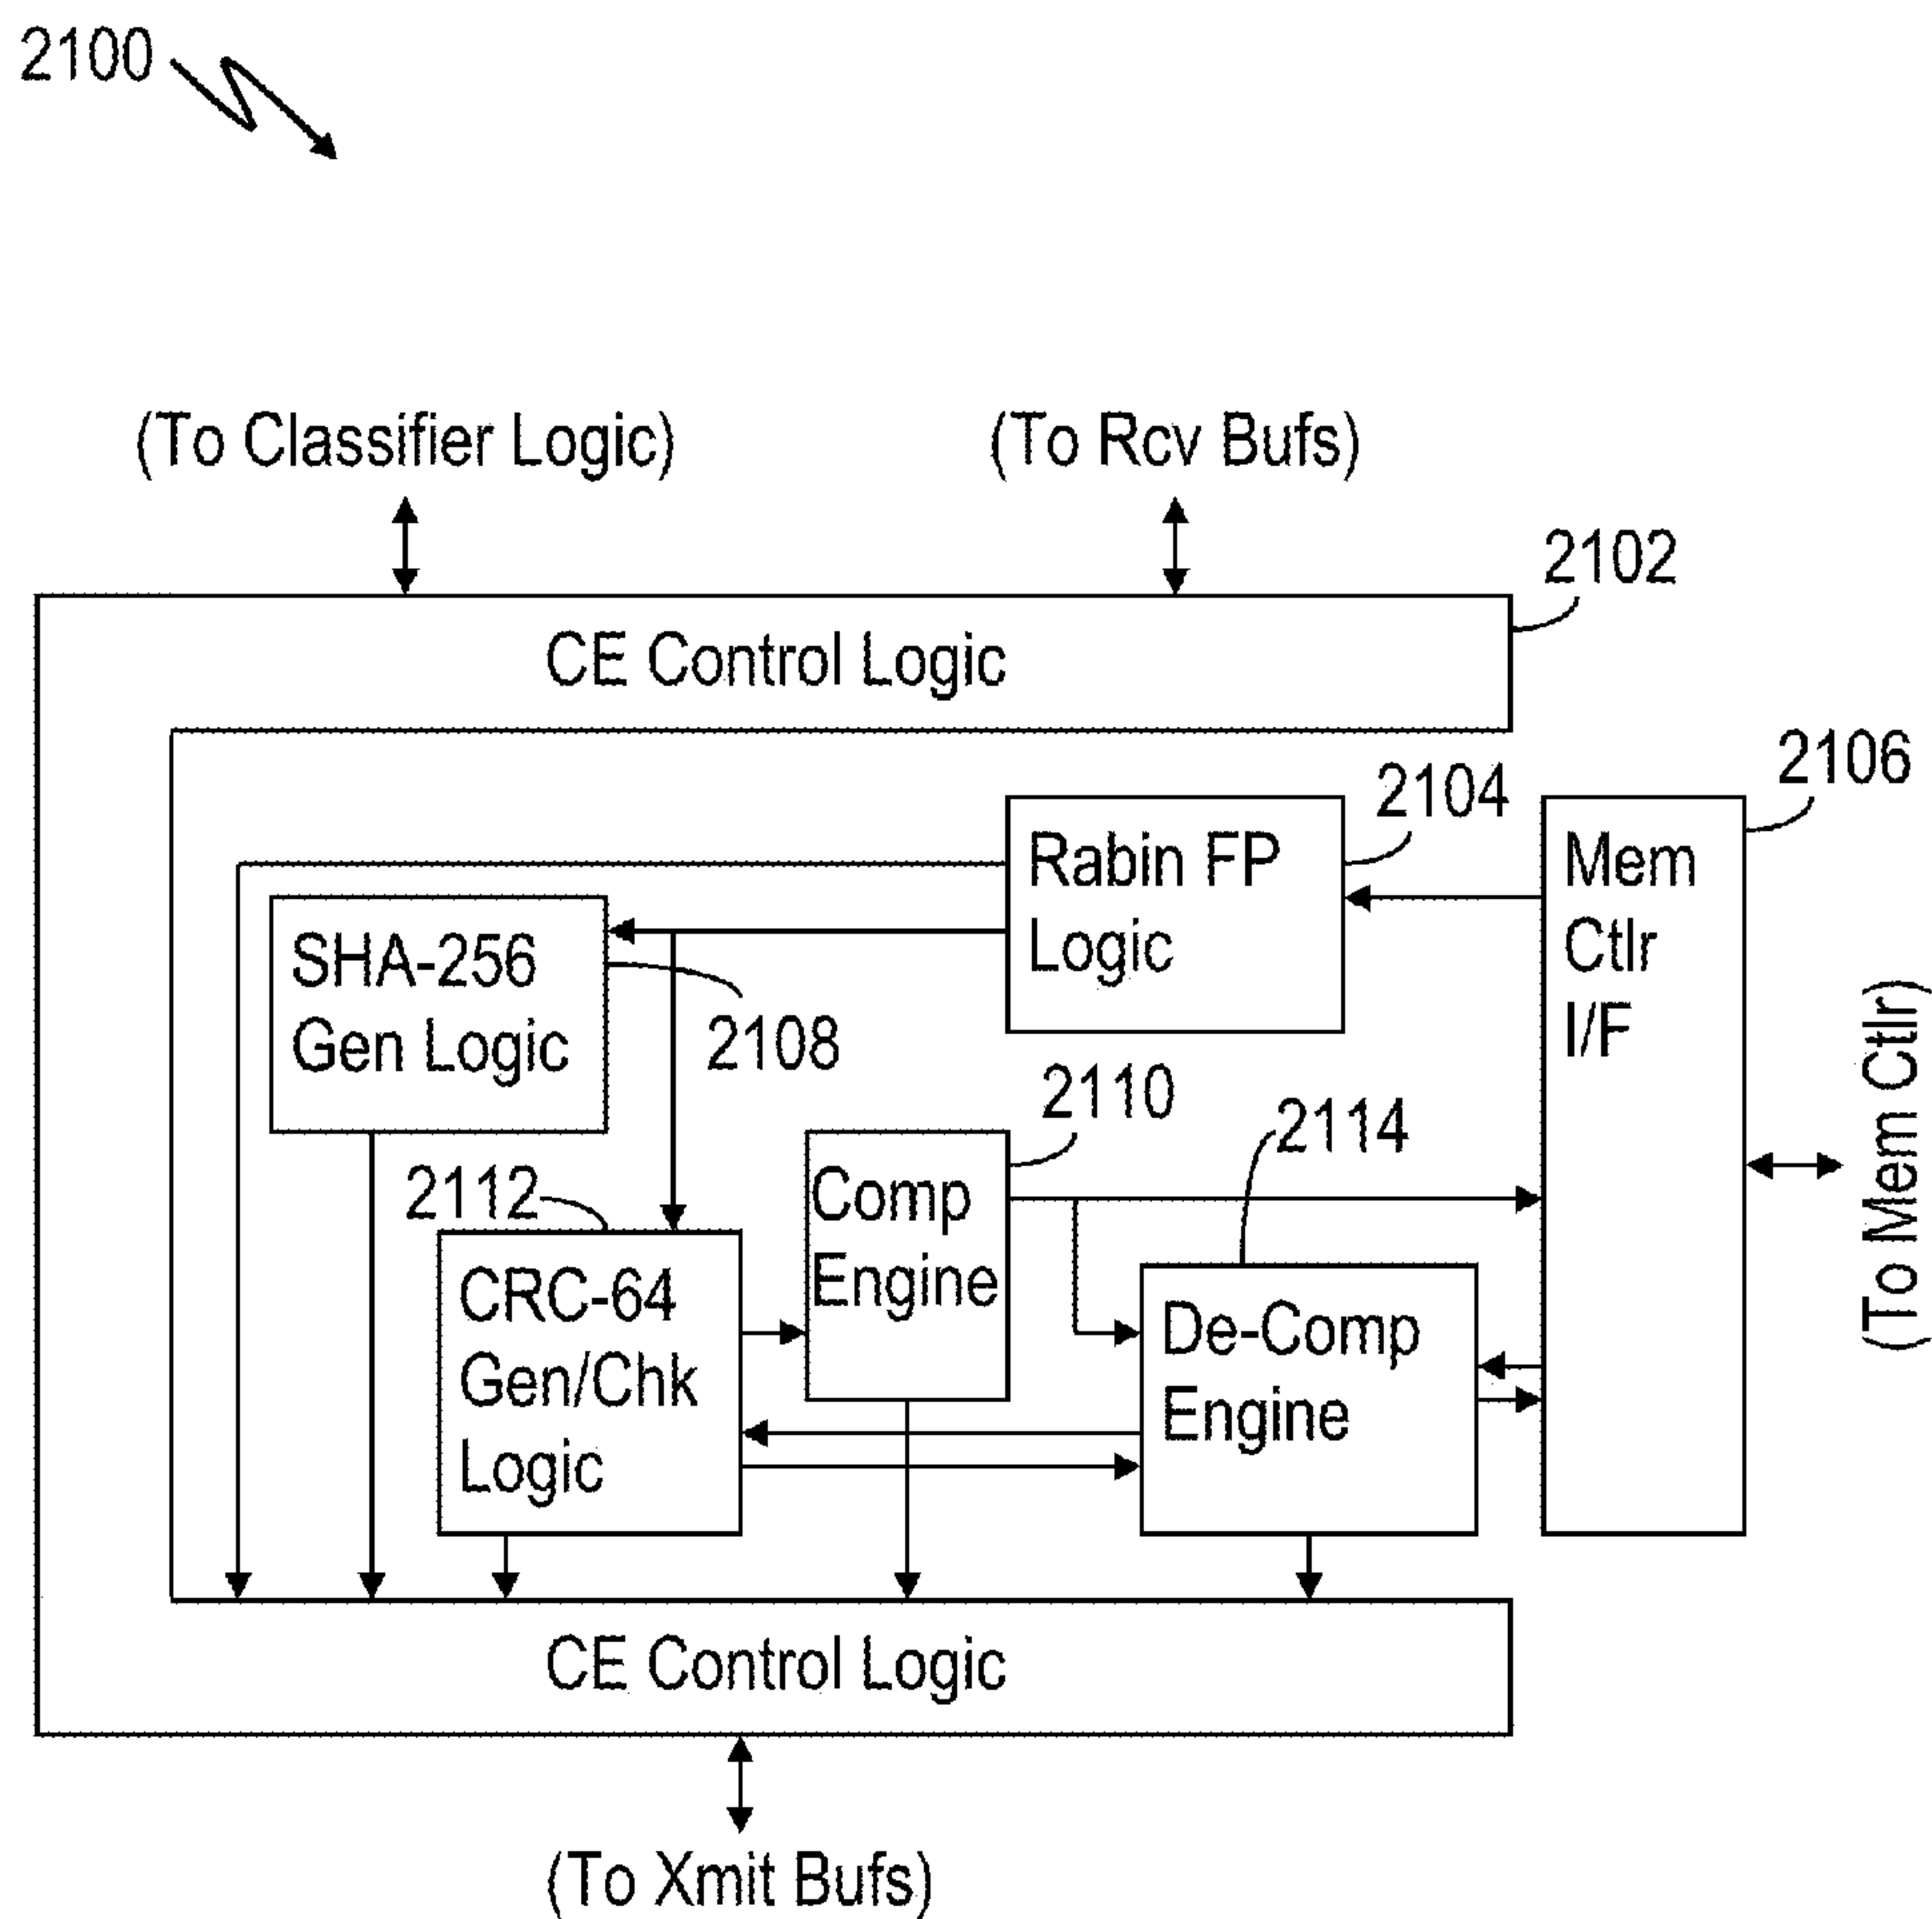 2100
(To Classifier Logic)
(To Rcv Bufs)
2102
CE Control Logic
2106
2104
Rabin FP
Logic
Mem
Ctlr
I/F
SHA-256
Gen Logic
2108
(To Mem Ctlr)
2110
2114
2112
Comp
Engine
CRC-64
Gen/Chk
Logic
De-Comp
Engine
CE Control Logic
(To Xmit Bufs)